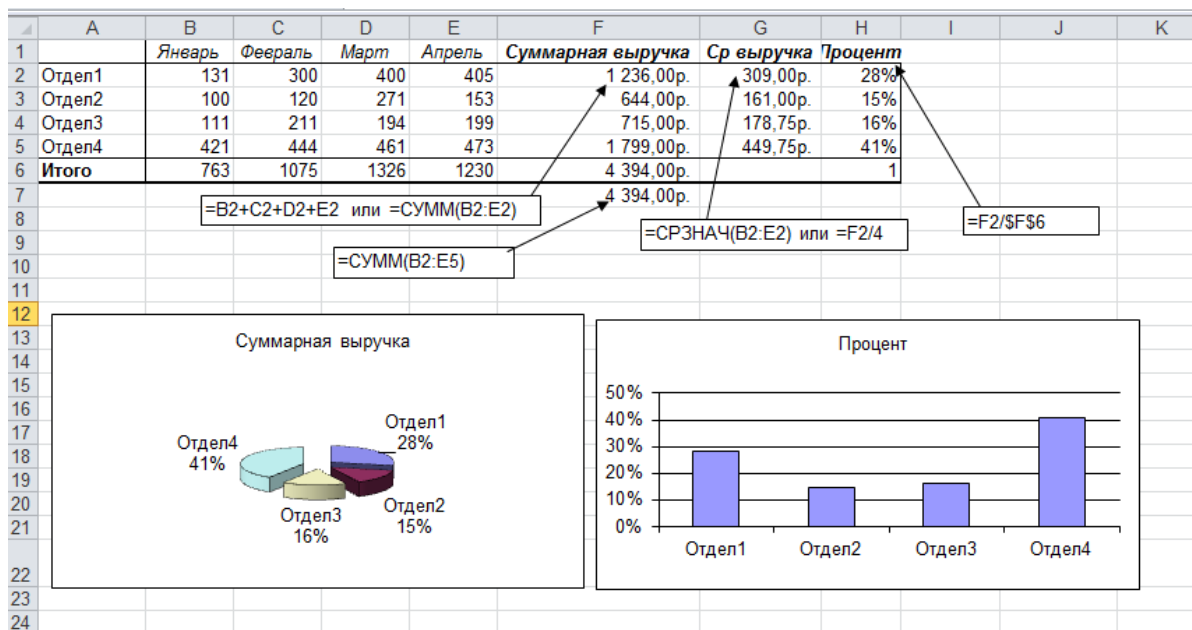 A B C D E F G H I J K
1 Январь Февраль Март Апрель Суммарная выручка Ср выручка Процент
2 Отдел1 131 300 400 405 1 236,00р. 309,00р. 28%
3 Отдел2 100 120 271 153 644,00р. 161,00р. 15%
4 Отдел3 111 211 194 199 715,00р. 178,75р. 16%
5 Отдел4 421 444 461 473 1 799,00р. 449,75р. 41%
6 Итого 763 1075 1326 1230 4 394,00р. 1
7 4 394,00р.
=B2+C2+D2+E2 или =СУММ(B2:E2)
=F2/$F$6
8
=СРЗНАЧ(B2:E2) или =F2/4
9
=СУММ(B2:E5)
10
11
12
13
14
15
16
17
18
19
20
21
22
23
24
Суммарная выручка
Отдел1
28%
Отдел4
41%
Отдел2
15%
Отдел3
16%
Процент
50%
40%
30%
20%
10%
0%
Отдел1 Отдел2 Отдел3 Отдел4